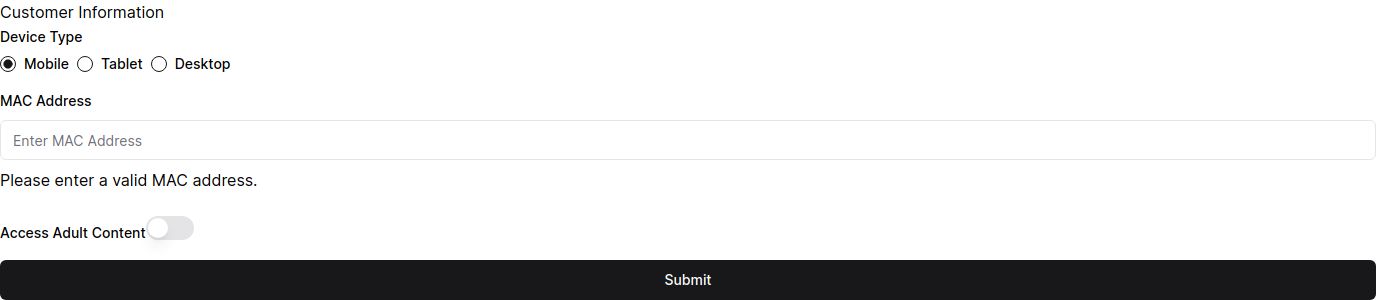 Customer Information
Device Type
Mobile Tablet Desktop
MAC Address
Enter MAC Address
Please enter a valid MAC address.
Access Adult Content
Submit